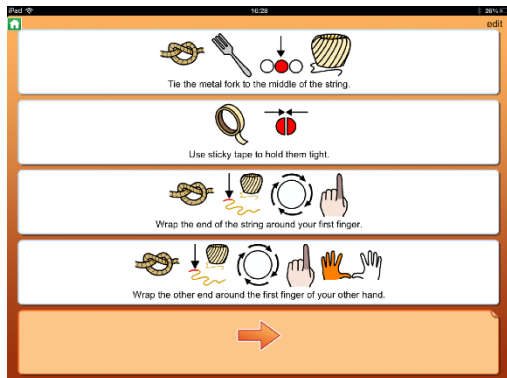 iPad 16:28 26%
edit
Tie the metal fork to the middle of the string.
Use sticky tape to hold them tight.
Wrap the end of the string around your first finger.
Wrap the other end around the first finger of your other hand.